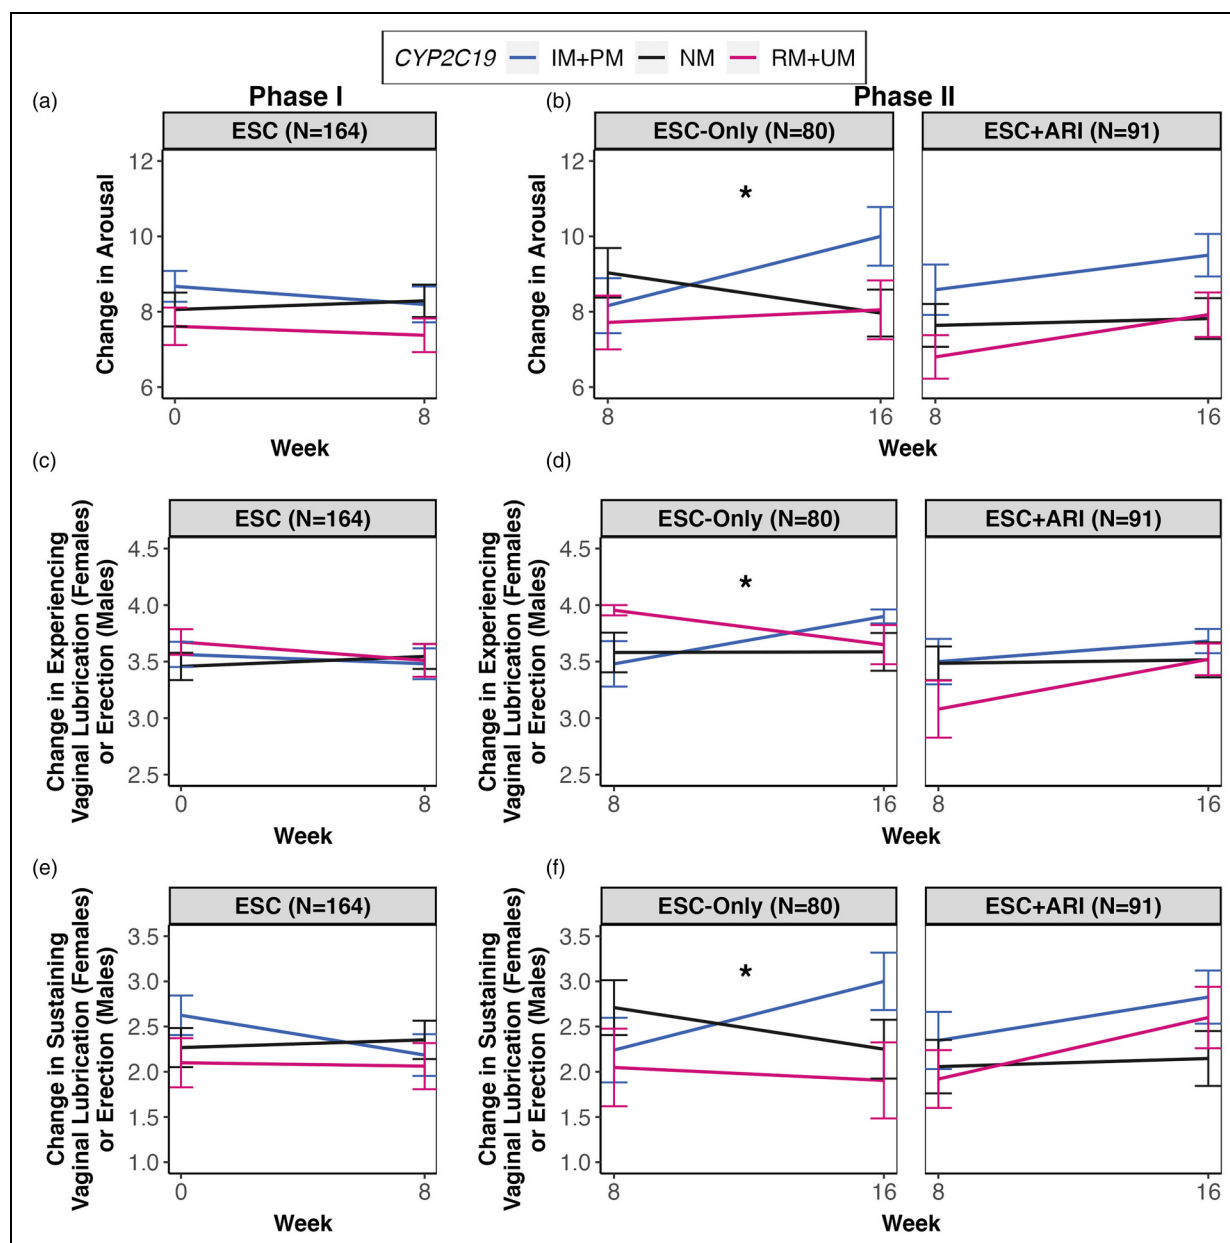 CYP2C19 IM+PM NM RM+UM
Phase I
Phase II
(a)
ESC (N=164)
Change in Arousal
12
10
8
6
0
8
Week
(b)
ESC-Only (N=80)
ESC+ARI (N=91)
Change in Arousal
12
10
8
6
*
8
16
8
16
Week
Week
(c)
ESC (N=164)
Change in Experiencing
Vaginal Lubrication (Females)
or Erection (Males)
4.5
4.0
3.5
3.0
2.5
0
8
Week
(d)
ESC-Only (N=80)
ESC+ARI (N=91)
Change in Experiencing
Vaginal Lubrication (Females)
or Erection (Males)
4.5
4.0
3.5
3.0
2.5
*
8
16
8
16
Week
Week
(e)
ESC (N=164)
Change in Sustaining
Vaginal Lubrication (Females)
or Erection (Males)
3.5
3.0
2.5
2.0
1.5
1.0
0
8
Week
(f)
ESC-Only (N=80)
ESC+ARI (N=91)
Change in Sustaining
Vaginal Lubrication (Females)
or Erection (Males)
3.5
3.0
2.5
2.0
1.5
1.0
*
8
16
8
16
Week
Week